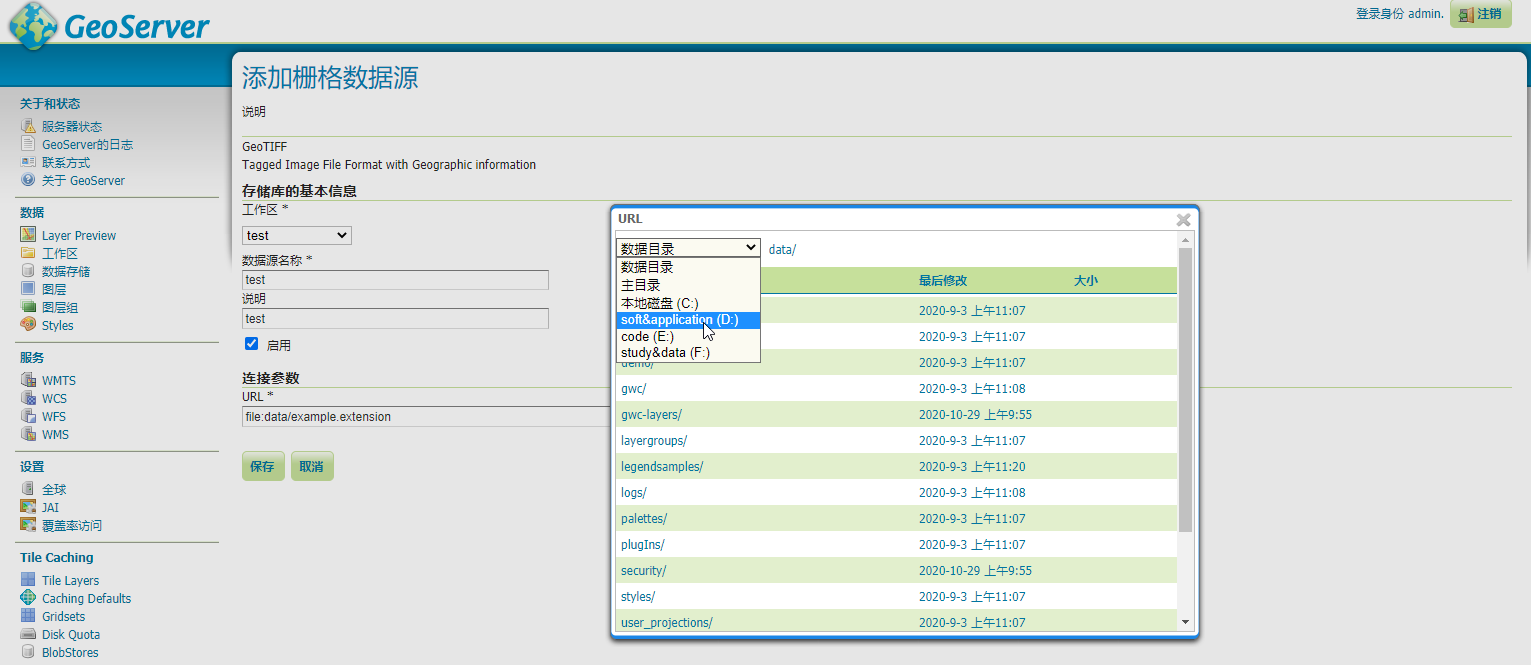 GeoServer
登录身份 admin.
注销
添加栅格数据源
说明
GeoTIFF
Tagged Image File Format with Geographic information
存储库的基本信息
工作区 *
test
数据源名称 *
test
说明
test
启用
连接参数
URL *
file:data/example.extension
保存
取消
关于和状态
服务器状态
GeoServer的日志
联系方式
关于 GeoServer
数据
Layer Preview
工作区
数据存储
图层
图层组
Styles
服务
WMTS
WCS
WFS
WMS
设置
全球
JAI
覆盖率访问
Tile Caching
Tile Layers
Caching Defaults
Gridsets
Disk Quota
BlobStores
URL
数据目录
data/
数据目录
主目录
本地磁盘 (C:)
soft&application (D:)
code (E:)
study&data (F:)
最后修改 大小
2020-9-3 上午11:07
2020-9-3 上午11:07
demo/ 2020-9-3 上午11:07
gwc/ 2020-9-3 上午11:08
gwc-layers/ 2020-10-29 上午9:55
layergroups/ 2020-9-3 上午11:07
legendsamples/ 2020-9-3 上午11:20
logs/ 2020-9-3 上午11:08
palettes/ 2020-9-3 上午11:07
plugIns/ 2020-9-3 上午11:07
security/ 2020-10-29 上午9:55
styles/ 2020-9-3 上午11:07
user_projections/ 2020-9-3 上午11:07